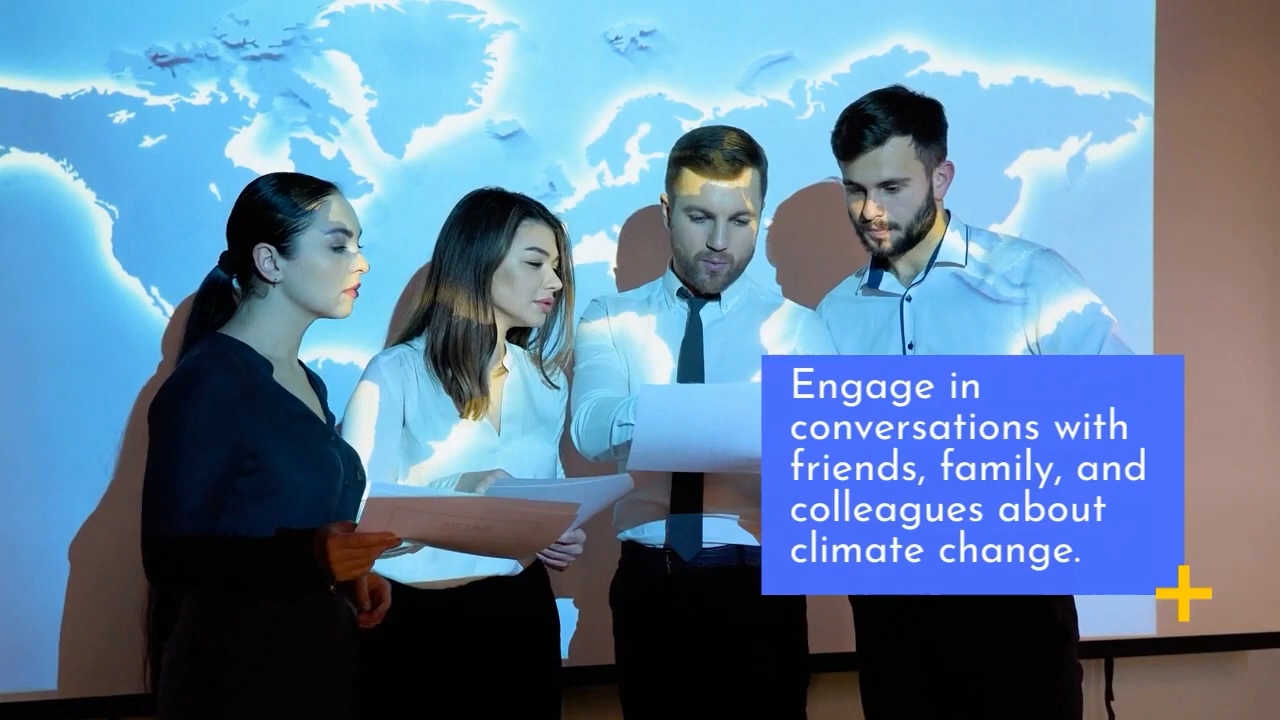 Engage in
conversations with
friends, family, and
colleagues about
climate change.